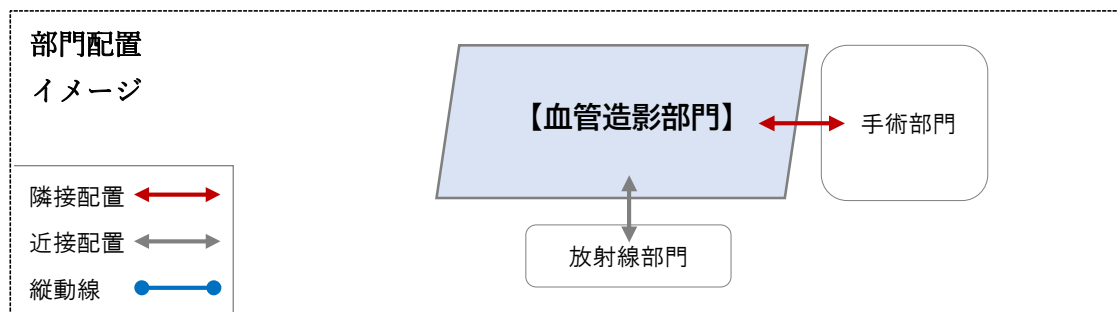 部門配置
イメージ
【血管造影部門】
手術部門
放射線部門
隣接配置
近接配置
縦動線